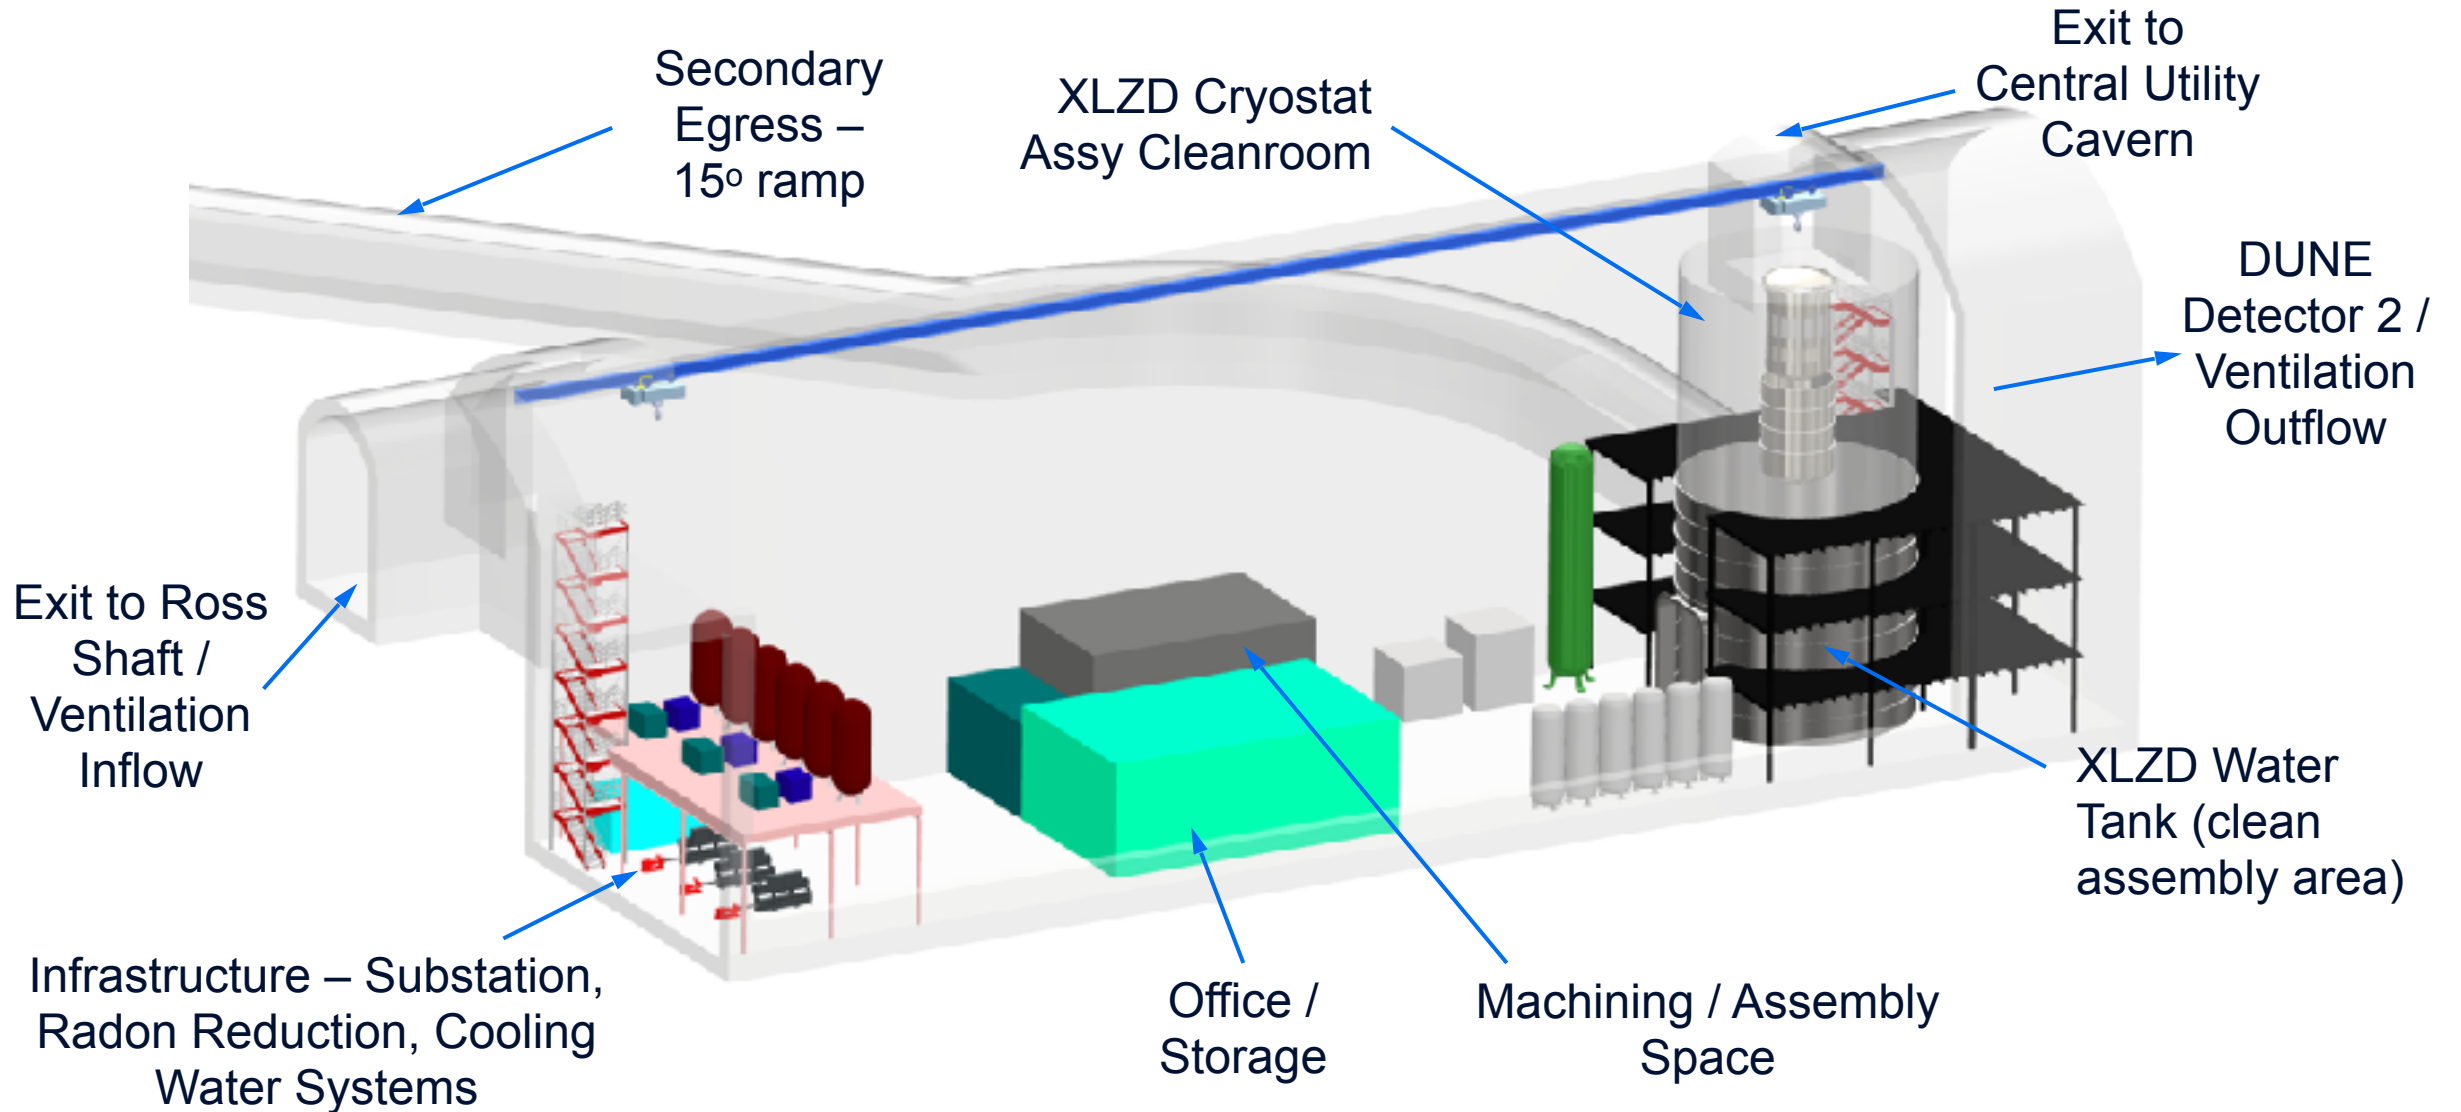 Secondary
Egress –
15º ramp
XLZD Cryostat
Assy Cleanroom
Exit to
Central Utility
Cavern
DUNE
Detector 2 /
Ventilation
Outflow
Exit to Ross
Shaft /
Ventilation
Inflow
XLZD Water
Tank (clean
assembly area)
Infrastructure – Substation,
Radon Reduction, Cooling
Water Systems
Office /
Storage
Machining / Assembly
Space